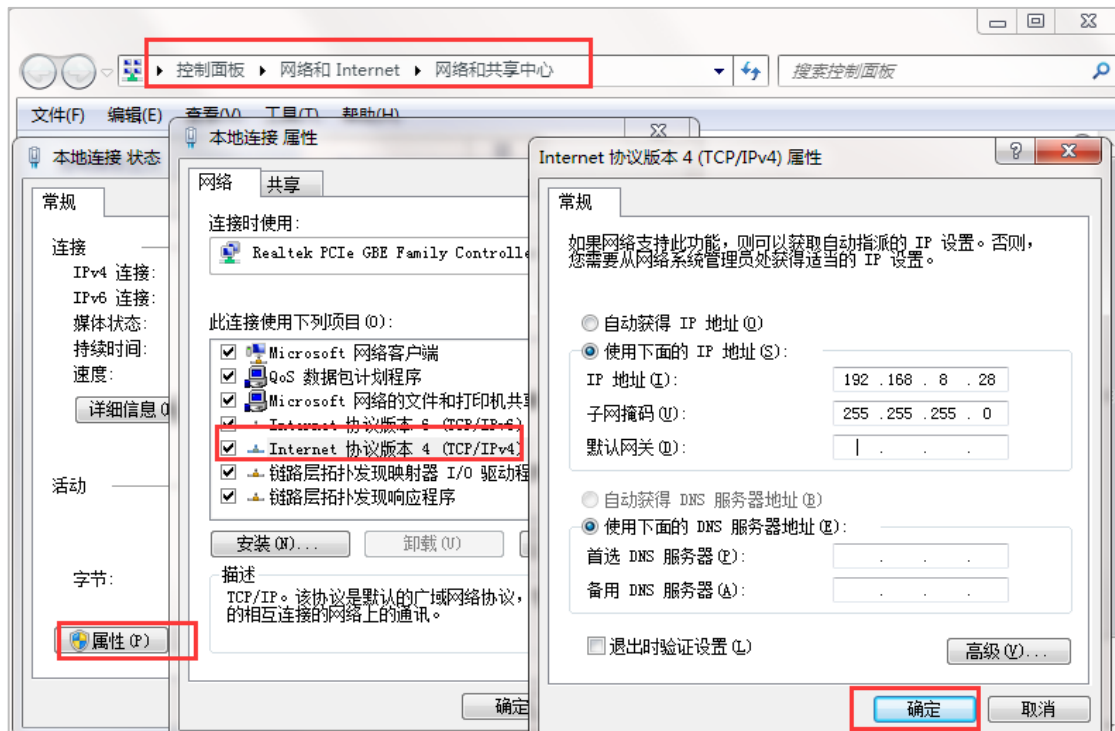 控制面板 ▸ 网络和 Internet ▸ 网络和共享中心
搜索控制面板
文件(F) 编辑(E) 查看(V) 工具(T) 帮助(H)
本地连接 状态
常规
连接
IPv4 连接:
IPv6 连接:
媒体状态:
持续时间:
速度:
详细信息
活动
字节:
属性(P)
本地连接 属性
网络 共享
连接时使用:
Realtek PCIe GBE Family Controlle
此连接使用下列项目(O):
Microsoft 网络客户端
QoS 数据包计划程序
Microsoft 网络的文件和打印机共享
Internet 协议版本 6 (TCP/IPv6)
Internet 协议版本 4 (TCP/IPv4)
链路层拓扑发现映射器 I/O 驱动程
链路层拓扑发现响应程序
安装(N)... 卸载(U)
描述
TCP/IP。该协议是默认的广域网络协议，
的相互连接的网络上的通讯。
确定
Internet 协议版本 4 (TCP/IPv4) 属性
常规
如果网络支持此功能，则可以获取自动指派的 IP 设置。否则，
您需要从网络系统管理员处获得适当的 IP 设置。
自动获得 IP 地址(O)
使用下面的 IP 地址(S):
IP 地址(I): 192 .168 . 8 . 28
子网掩码(U): 255 .255 .255 . 0
默认网关(D): . . .
自动获得 DNS 服务器地址(B)
使用下面的 DNS 服务器地址(E):
首选 DNS 服务器(P): . . .
备用 DNS 服务器(A): . . .
退出时验证设置(L)
高级(V)...
确定 取消